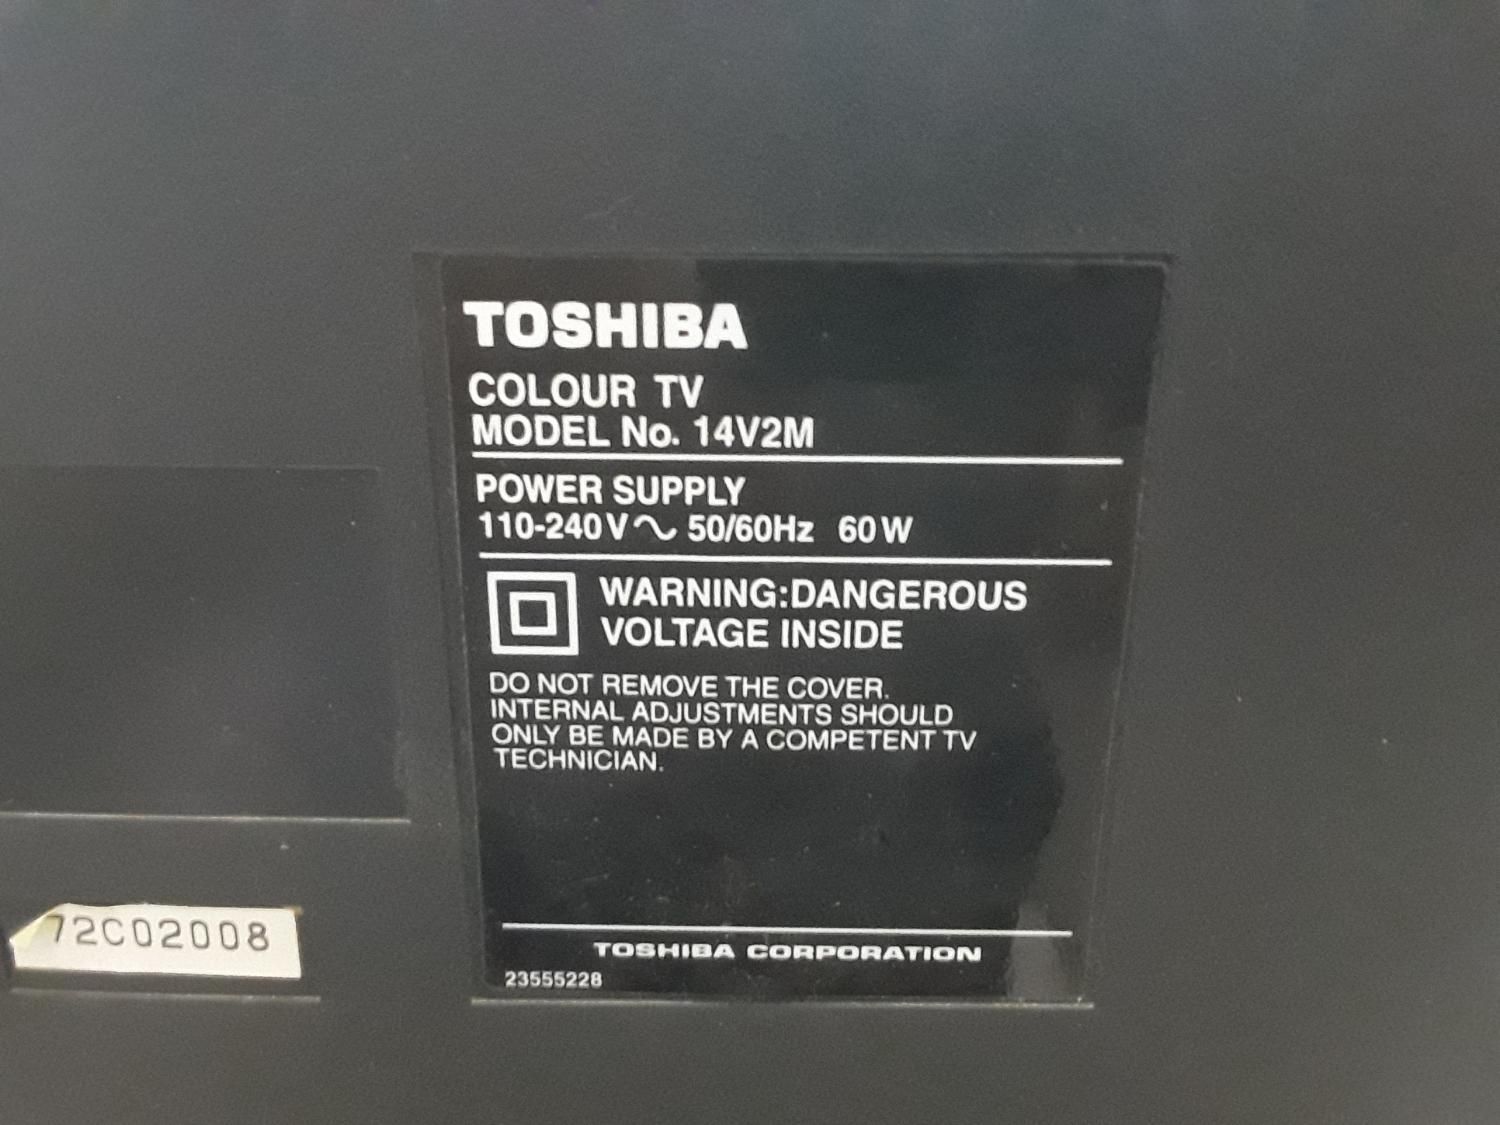 TOSHIBA
COLOUR TV
MODEL No. 14V2M
POWER SUPPLY
110-240V~ 50/60Hz 60W
WARNING:DANGEROUS
VOLTAGE INSIDE
DO NOT REMOVE THE COVER.
INTERNAL ADJUSTMENTS SHOULD
ONLY BE MADE BY A COMPETENT TV
TECHNICIAN.
TOSHIBA CORPORATION
23555228
72C02008